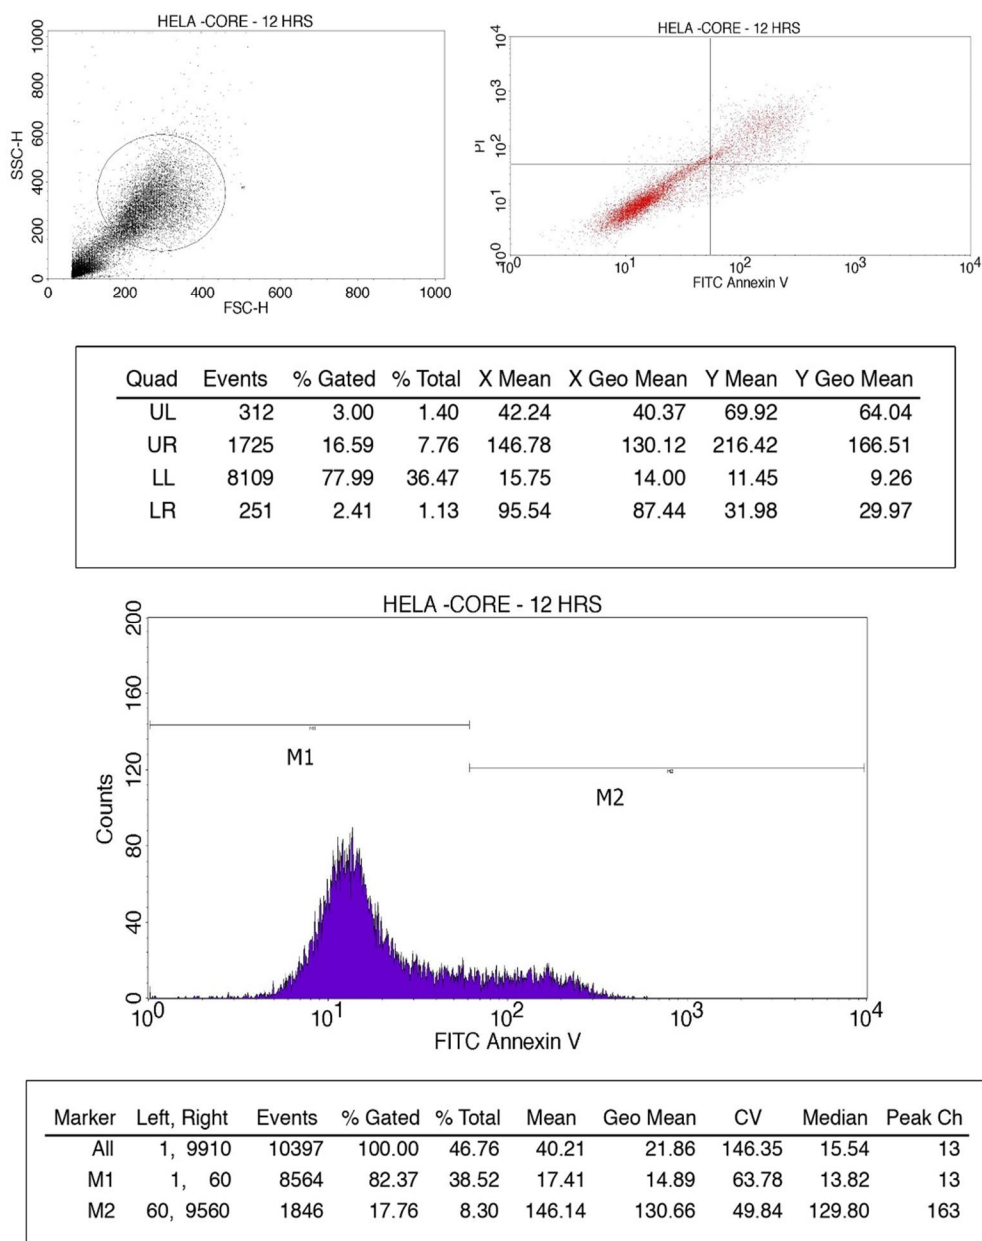 HELA -CORE - 12 HRS
1000
800
600
400
200
0
SSC-H
0 200 400 600 800 1000
FSC-H
HELA -CORE - 12 HRS
10^4
10^3
10^2
10^1
10^0
PI
10^0 10^1 10^2 10^3 10^4
FITC Annexin V
Quad Events % Gated % Total X Mean X Geo Mean Y Mean Y Geo Mean
UL 312 3.00 1.40 42.24 40.37 69.92 64.04
UR 1725 16.59 7.76 146.78 130.12 216.42 166.51
LL 8109 77.99 36.47 15.75 14.00 11.45 9.26
LR 251 2.41 1.13 95.54 87.44 31.98 29.97
HELA -CORE - 12 HRS
200
160
120
80
40
0
Counts
M1
M1
M2
M2
10^0 10^1 10^2 10^3 10^4
FITC Annexin V
Marker Left, Right Events % Gated % Total Mean Geo Mean CV Median Peak Ch
All 1, 9910 10397 100.00 46.76 40.21 21.86 146.35 15.54 13
M1 1, 60 8564 82.37 38.52 17.41 14.89 63.78 13.82 13
M2 60, 9560 1846 17.76 8.30 146.14 130.66 49.84 129.80 163